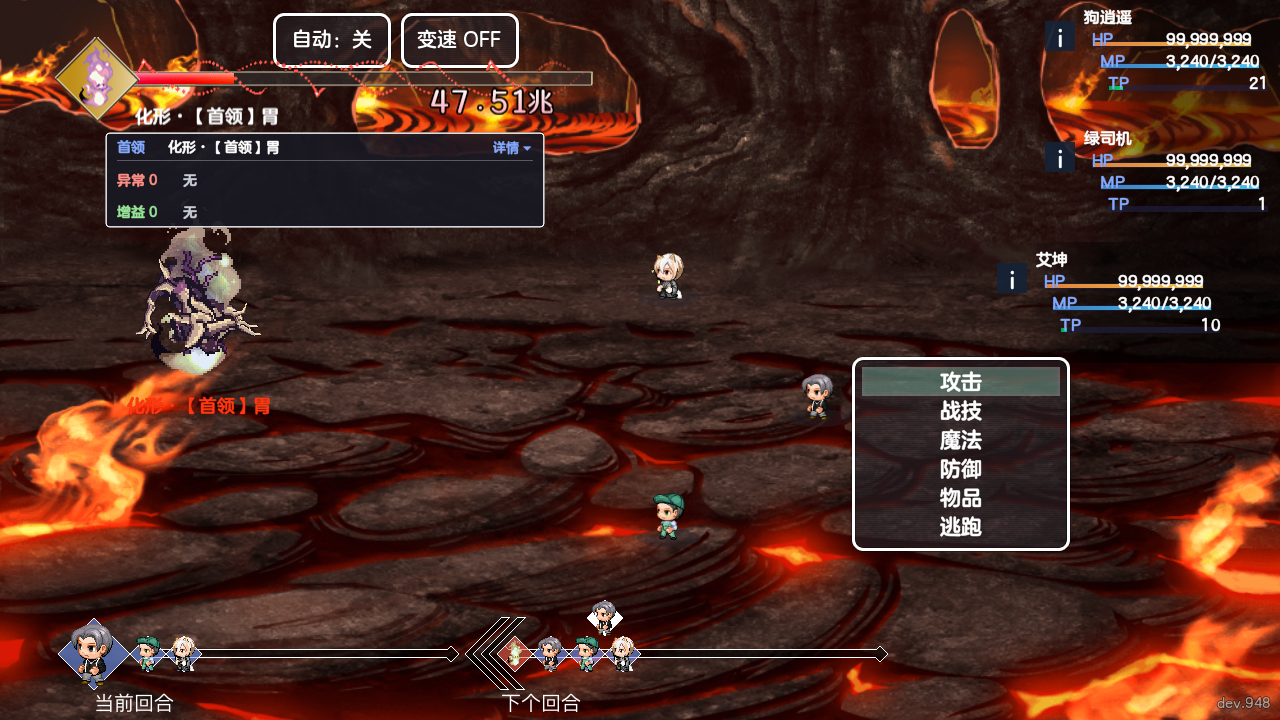 自动：关
变速 OFF
47.51兆
化形·【首领】胃
首领 化形·【首领】胃 详情
异常 0 无
增益 0 无
化形·【首领】胃
i
狗逍遥
HP 99,999,999
MP 3,240/3,240
TP 21
i
绿司机
HP 99,999,999
MP 3,240/3,240
TP 1
i
艾坤
HP 99,999,999
MP 3,240/3,240
TP 10
攻击
战技
魔法
防御
物品
逃跑
当前回合
下个回合
dev.948